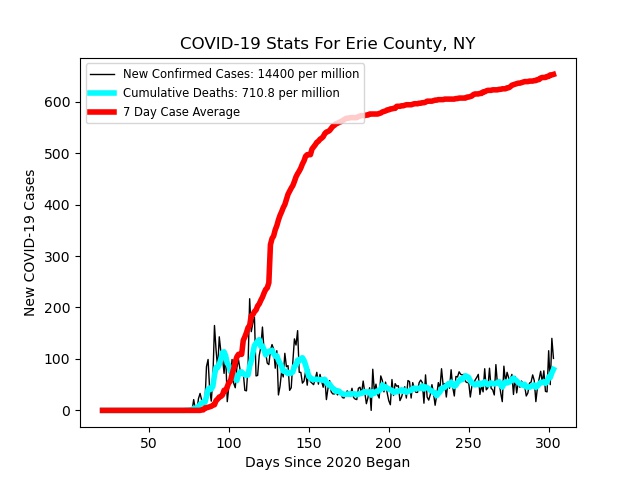 COVID-19 Stats For Erie County, NY
New Confirmed Cases: 14400 per million
Cumulative Deaths: 710.8 per million
7 Day Case Average
600
500
400
300
200
100
0
New COVID-19 Cases
50 100 150 200 250 300
Days Since 2020 Began